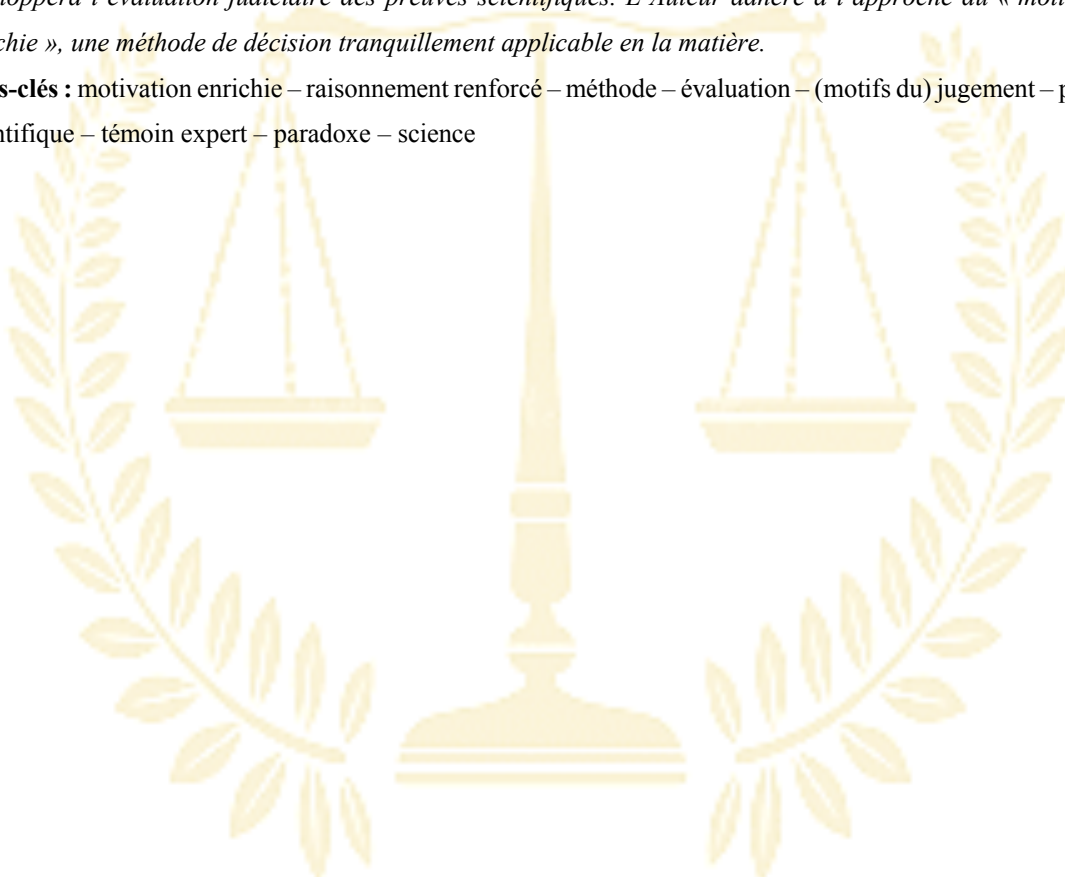 loppera l'évaluation judiciaire des preuves scientifiques. L'Auteur adhère à l'approche du « moti
chie », une méthode de décision tranquillement applicable en la matière.
s-clés : motivation enrichie – raisonnement renforcé – méthode – évaluation – (motifs du) jugement – p
ntifique – témoin expert – paradoxe – science